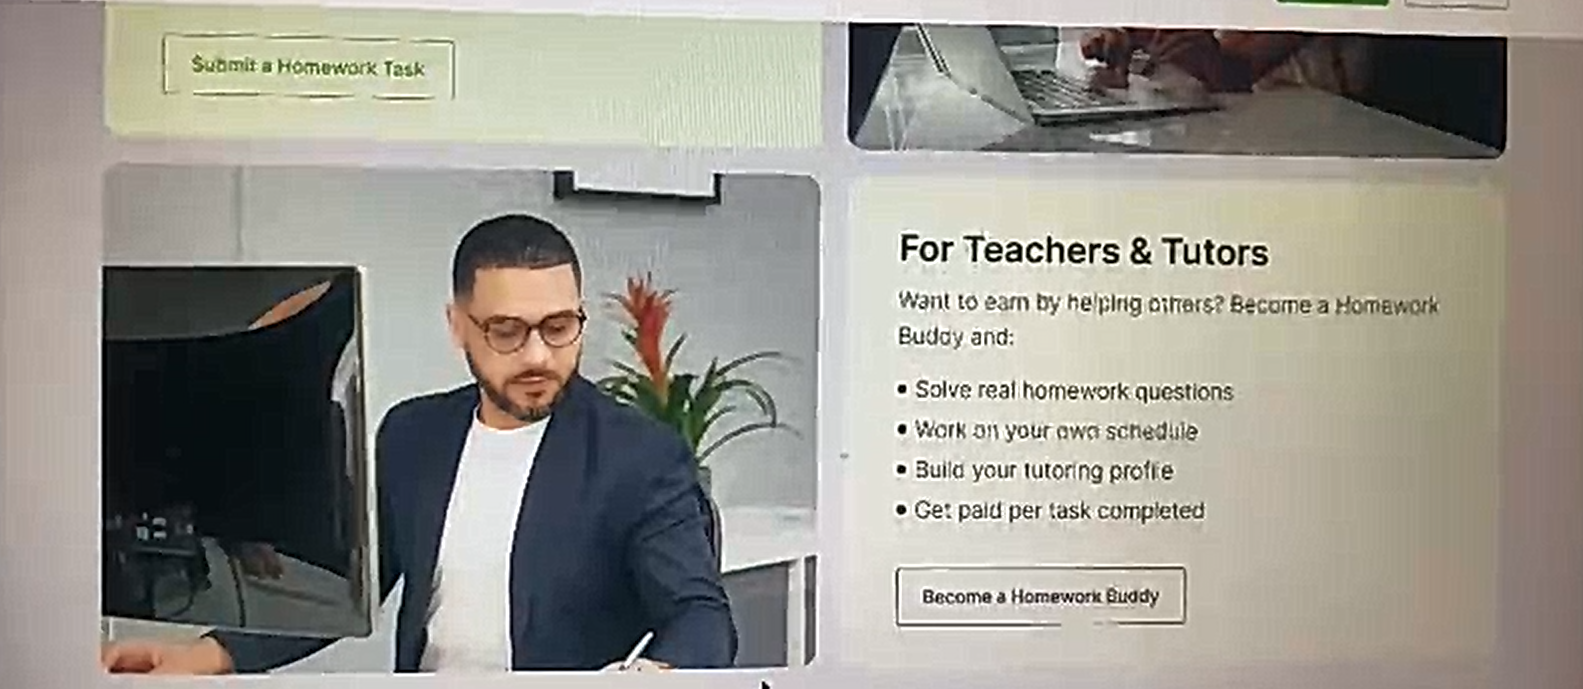 Submit a Homework Task
For Teachers & Tutors
Want to earn by helping others? Become a Homework
Buddy and:
• Solve real homework questions
• Work on your own schedule
• Build your tutoring profile
• Get paid per task completed
Become a Homework Buddy